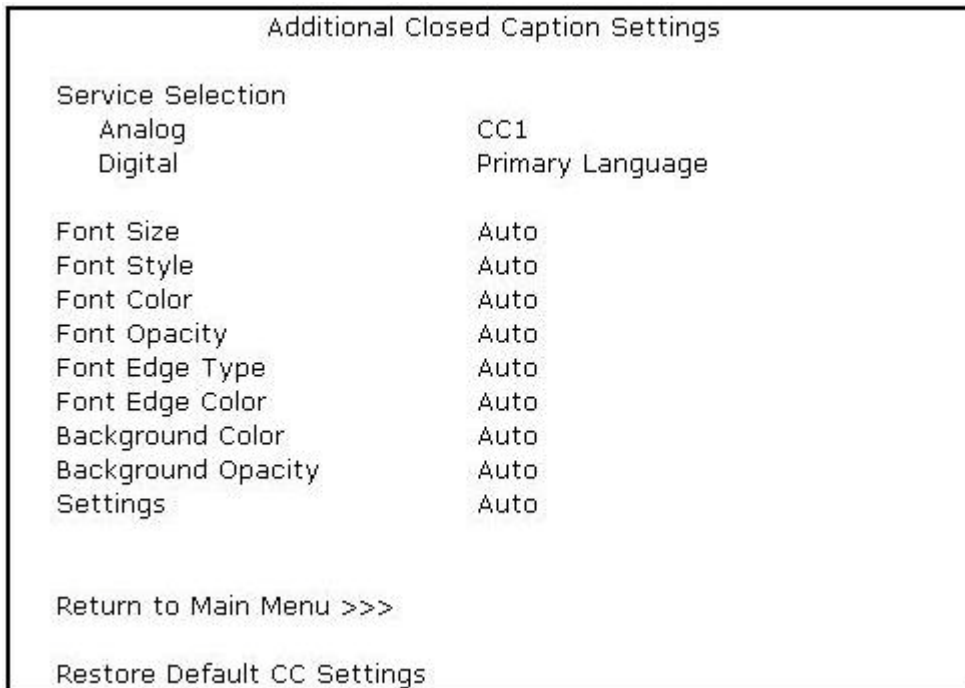 Additional Closed Caption Settings
Service Selection
Analog CC1
Digital Primary Language
Font Size Auto
Font Style Auto
Font Color Auto
Font Opacity Auto
Font Edge Type Auto
Font Edge Color Auto
Background Color Auto
Background Opacity Auto
Settings Auto
Return to Main Menu >>>
Restore Default CC Settings